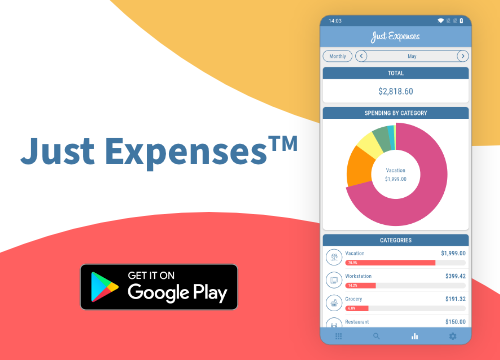 Just Expenses™
GET IT ON
Google Play
14:03
Just Expenses
Monthly
May
TOTAL
$2,818.60
SPENDING BY CATEGORY
Vacation
$1,999.00
CATEGORIES
Vacation $1,999.00
Workstation $399.42
Grocery $191.32
Restaurant $150.00